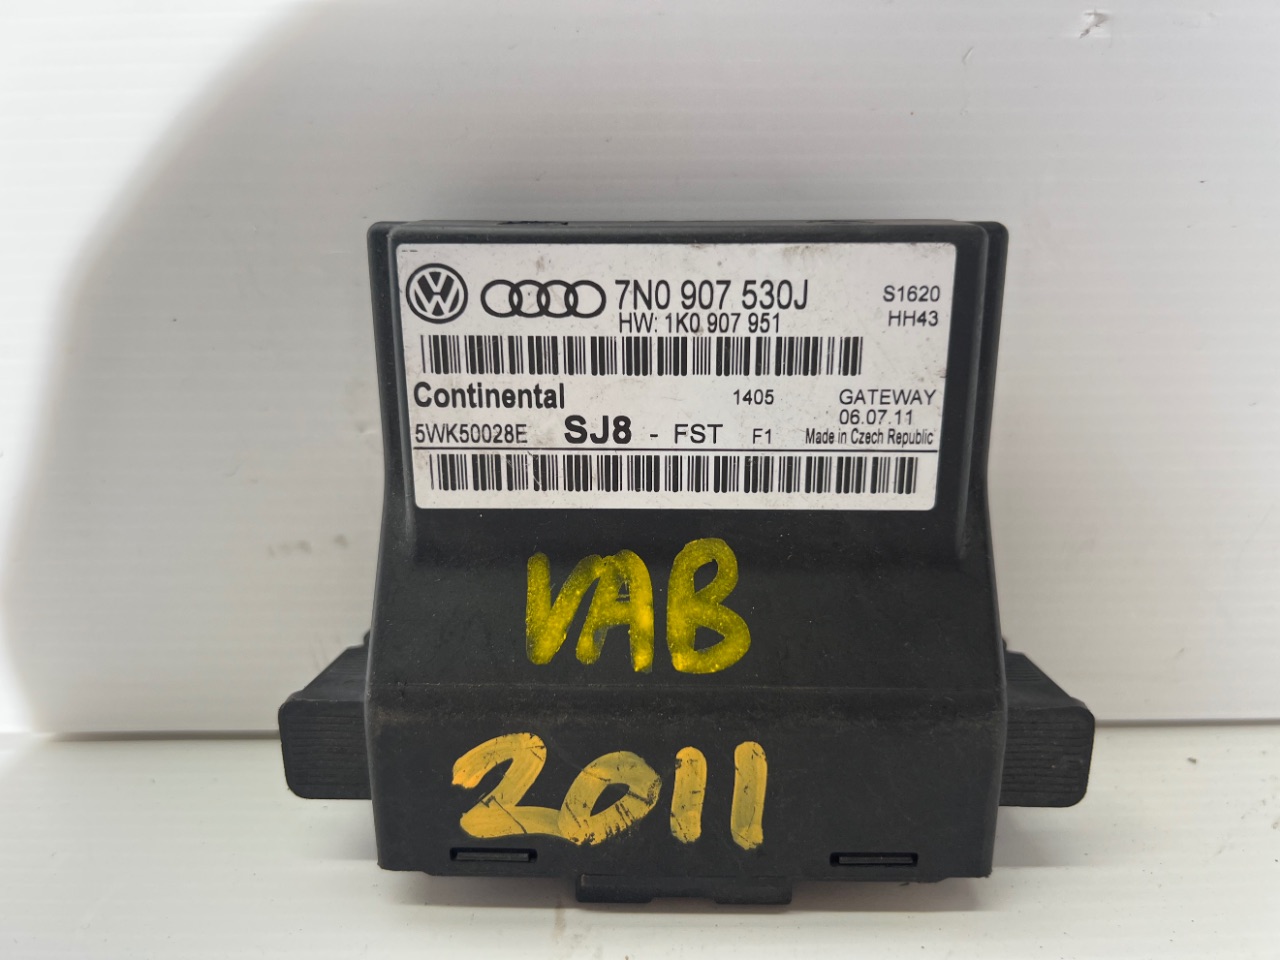 7N0 907 530J
HW: 1K0 907 951
S1620
HH43
Continental
1405
GATEWAY
06.07.11
5WK50028E
SJ8 - FST
F1
Made in Czech Republic
VAB
2011